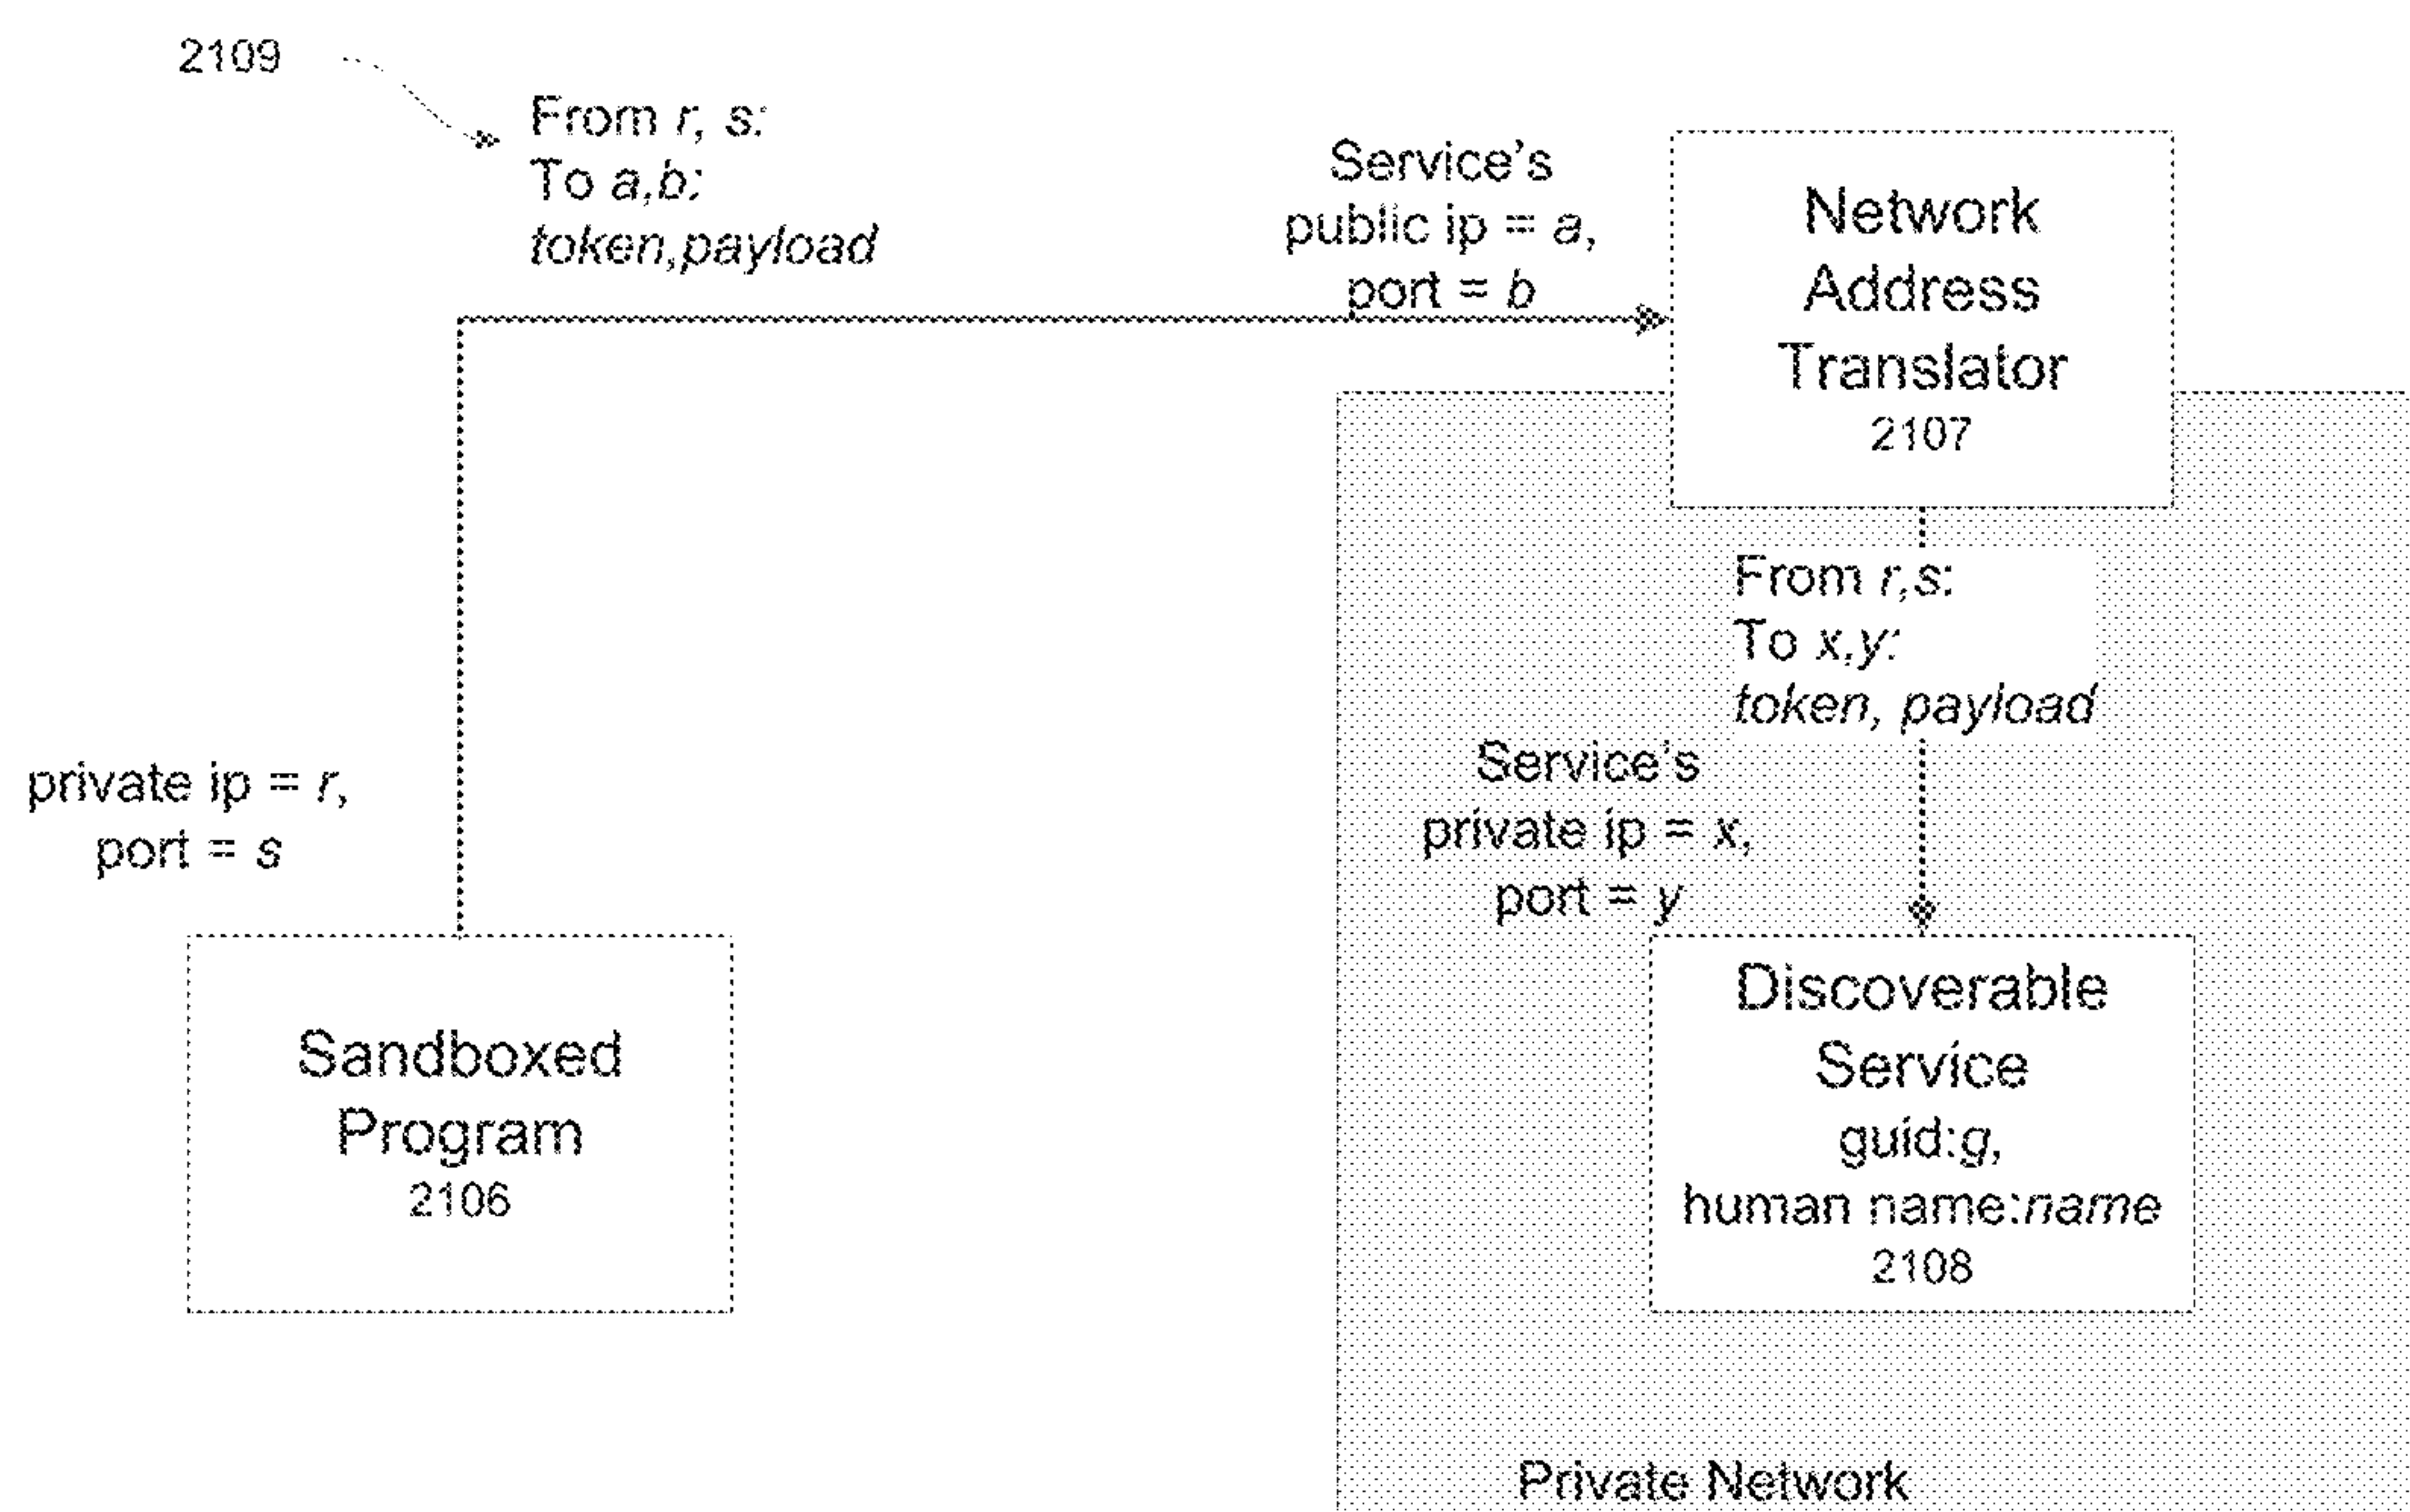 2109
From r, s:
To a,b:
token,payload
Service's
public ip = a,
port = b
Network
Address
Translator
2107
From r,s:
To x,y:
token, payload
private ip = r,
port = s
Service's
private ip = x,
port = y
Sandboxed
Program
2106
Discoverable
Service
guid:g,
human name:name
2108
Private Network